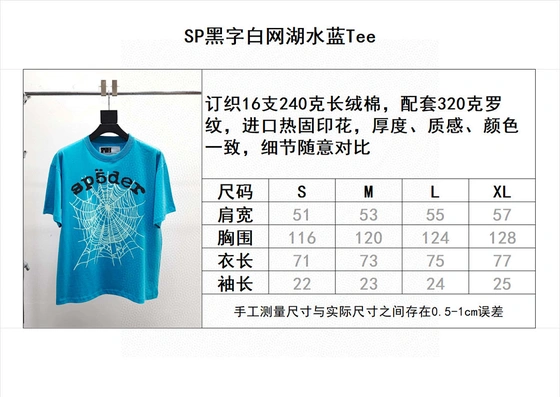 SP黑字白网湖水蓝Tee
订织16支240克长绒棉，配套320克罗
纹，进口热固印花，厚度、质感、颜色
一致，细节随意对比
spöder
尺码 S M L XL
肩宽 51 53 55 57
胸围 116 120 124 128
衣长 71 73 75 77
袖长 22 23 24 25
手工测量尺寸与实际尺寸之间存在0.5-1cm误差